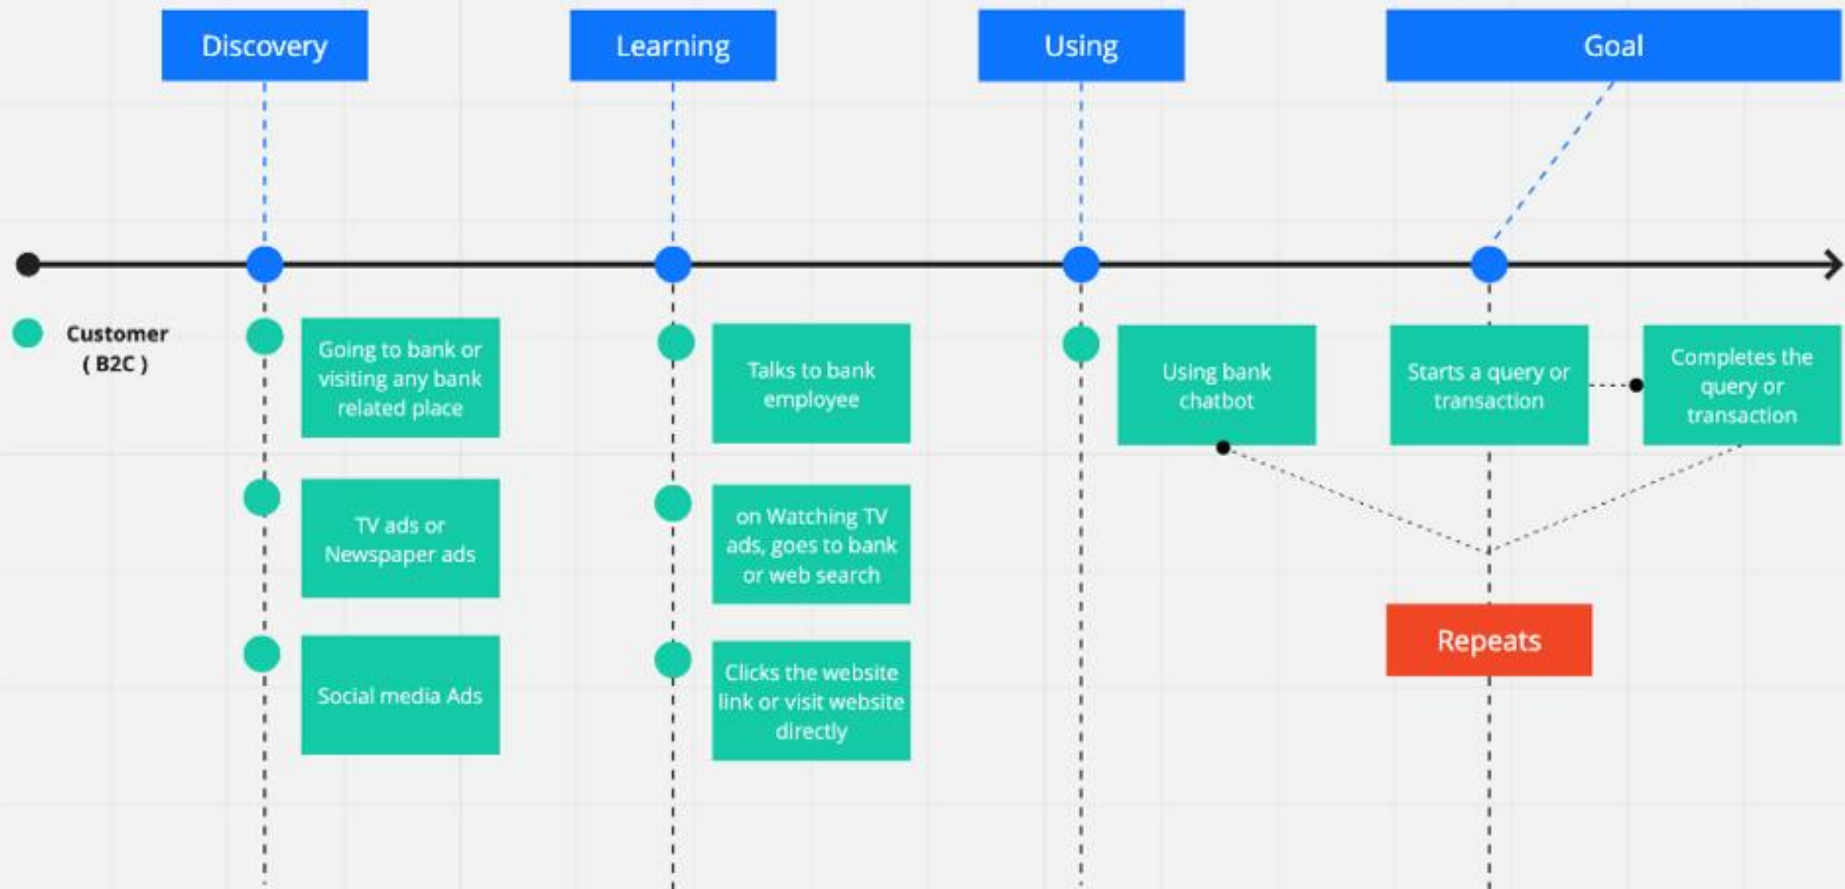 Discovery
Learning
Using
Goal
Customer
( B2C )
Going to bank or
visiting any bank
related place
TV ads or
Newspaper ads
Social media Ads
Talks to bank
employee
on Watching TV
ads, goes to bank
or web search
Clicks the website
link or visit website
directly
Using bank
chatbot
Starts a query or
transaction
Completes the
query or
transaction
Repeats